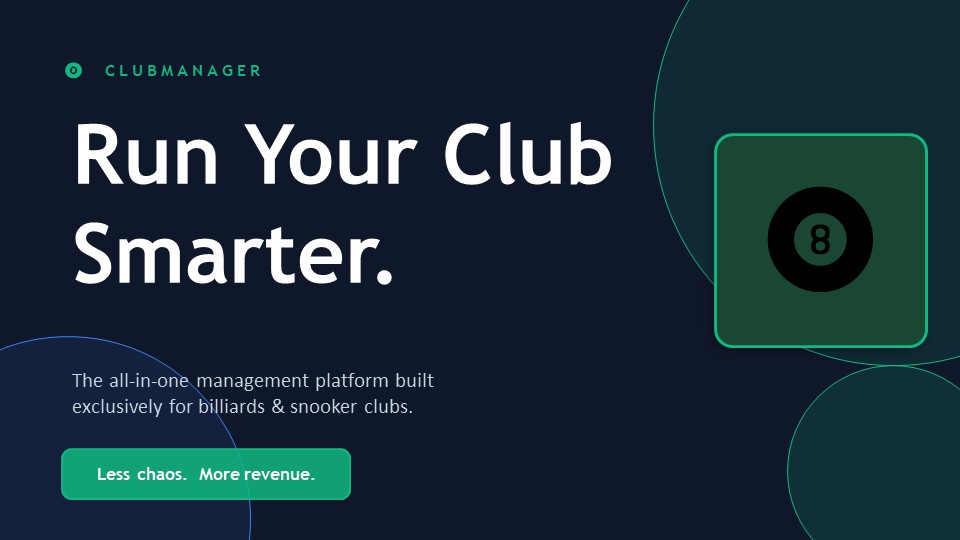 8 CLUBMANAGER
Run Your Club
Smarter.
8
The all-in-one management platform built
exclusively for billiards & snooker clubs.
Less chaos. More revenue.